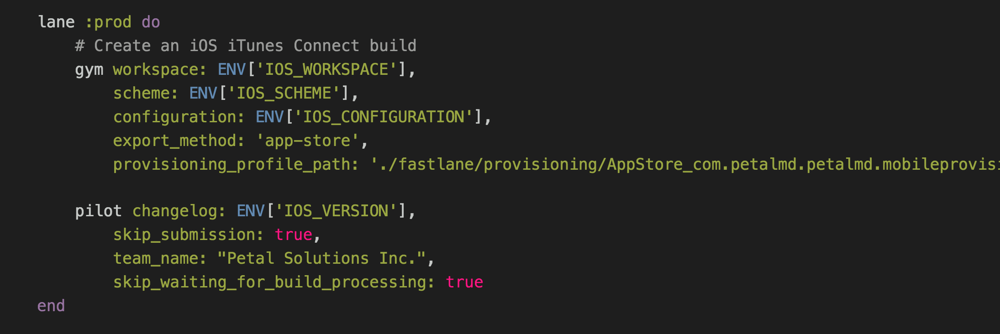 lane :prod do
# Create an iOS iTunes Connect build
gym workspace: ENV['IOS_WORKSPACE'],
scheme: ENV['IOS_SCHEME'],
configuration: ENV['IOS_CONFIGURATION'],
export_method: 'app-store',
provisioning_profile_path: './fastlane/provisioning/AppStore_com.petalmd.petalmd.mobileprovis
pilot changelog: ENV['IOS_VERSION'],
skip_submission: true,
team_name: "Petal Solutions Inc.",
skip_waiting_for_build_processing: true
end